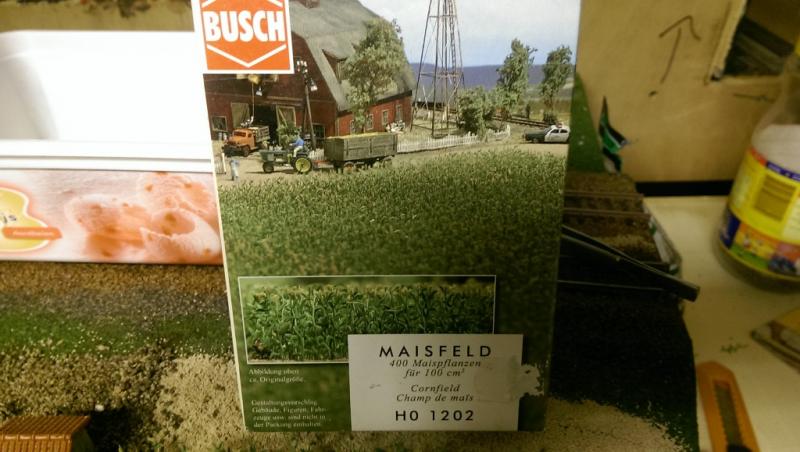 BUSCH
Abbildung oben
ca. Originalgröße.
Gestaltungsvorschlag.
Gebäude, Figuren, Fahr-
zeuge usw. sind nicht in
der Packung enthalten.
MAISFELD
400 Maispflanzen
für 100 cm²
Cornfield
Champ de maïs
H0 1202